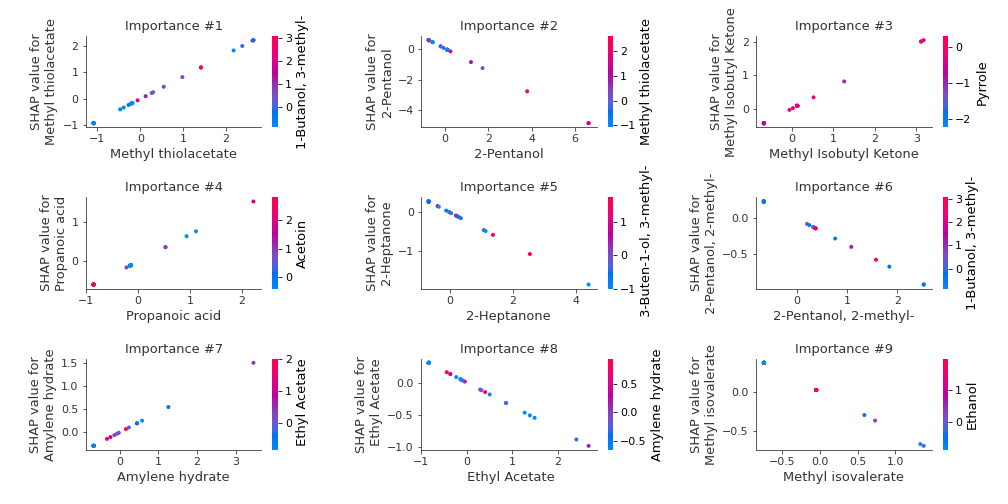 Importance #1
SHAP value for
Methyl thiolacetate
2
1
0
−1
−1
0
1
2
Methyl thiolacetate
3
2
1
0
1-Butanol, 3-methyl-
Importance #2
SHAP value for
2-Pentanol
0
−2
−4
0
2
4
6
2-Pentanol
2
1
0
−1
Methyl thiolacetate
Importance #3
SHAP value for
Methyl Isobutyl Ketone
2
1
0
0
1
2
3
Methyl Isobutyl Ketone
0
−1
−2
Pyrrole
Importance #4
SHAP value for
Propanoic acid
1
0
−1
0
1
2
Propanoic acid
2
1
0
Acetoin
Importance #5
SHAP value for
2-Heptanone
0
−1
0
2
4
2-Heptanone
1
0
−1
3-Buten-1-ol, 3-methyl-
Importance #6
SHAP value for
2-Pentanol, 2-methyl-
0.0
−0.5
0
1
2
2-Pentanol, 2-methyl-
3
2
1
0
1-Butanol, 3-methyl-
Importance #7
SHAP value for
Amylene hydrate
1.5
1.0
0.5
0.0
0
1
2
3
Amylene hydrate
2
1
0
Ethyl Acetate
Importance #8
SHAP value for
Ethyl Acetate
0.0
−0.5
−1.0
−1
0
1
2
Ethyl Acetate
0.5
0.0
−0.5
Amylene hydrate
Importance #9
SHAP value for
Methyl isovalerate
0.0
−0.5
−0.5
0.0
0.5
1.0
Methyl isovalerate
1
0
Ethanol